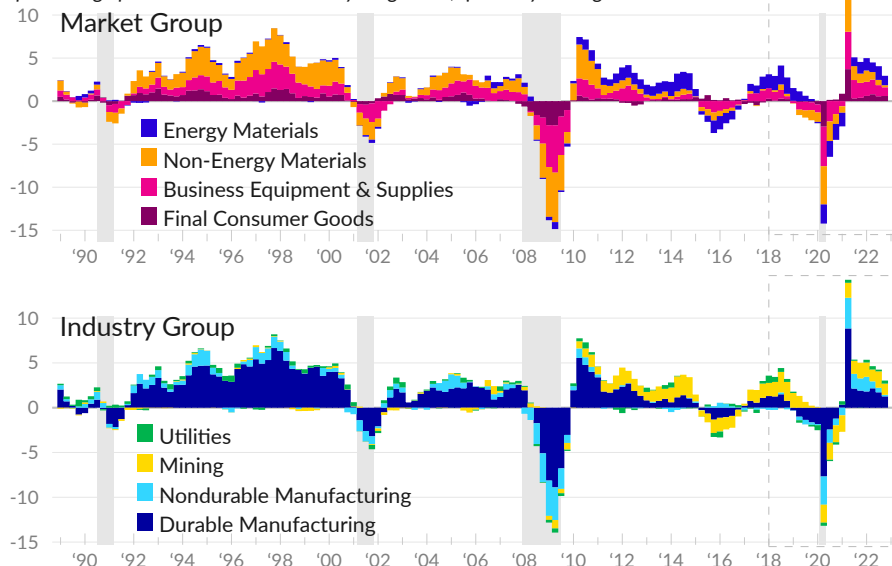 Market Group
10
5
0
-5
-10
-15
Energy Materials
Non-Energy Materials
Business Equipment & Supplies
Final Consumer Goods
'90 '92 '94 '96 '98 '00 '02 '04 '06 '08 '10 '12 '14 '16 '18 '20 '22
Industry Group
10
5
0
-5
-10
-15
Utilities
Mining
Nondurable Manufacturing
Durable Manufacturing
'90 '92 '94 '96 '98 '00 '02 '04 '06 '08 '10 '12 '14 '16 '18 '20 '22